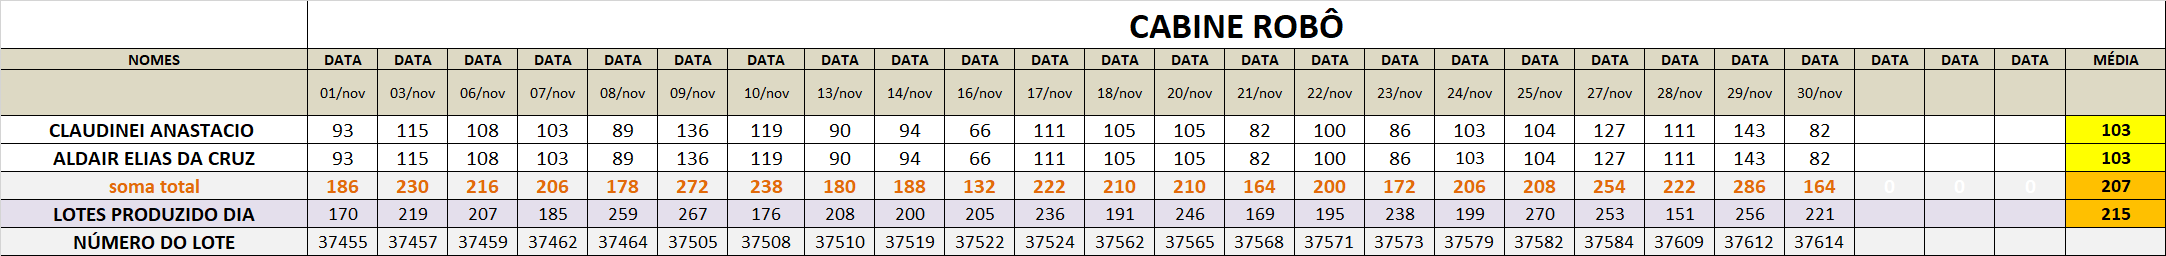 CABINE ROBÔ
NOMES DATA DATA DATA DATA DATA DATA DATA DATA DATA DATA DATA DATA DATA DATA DATA DATA DATA DATA DATA DATA DATA DATA DATA DATA DATA MÉDIA
01/nov 03/nov 06/nov 07/nov 08/nov 09/nov 10/nov 13/nov 14/nov 16/nov 17/nov 18/nov 20/nov 21/nov 22/nov 23/nov 24/nov 25/nov 27/nov 28/nov 29/nov 30/nov
CLAUDINEI ANASTACIO 93 115 108 103 89 136 119 90 94 66 111 105 105 82 100 86 103 104 127 111 143 82 103
ALDAIR ELIAS DA CRUZ 93 115 108 103 89 136 119 90 94 66 111 105 105 82 100 86 103 104 127 111 143 82 103
soma total 186 230 216 206 178 272 238 180 188 132 222 210 210 164 200 172 206 208 254 222 286 164 0 0 0 207
LOTES PRODUZIDO DIA 170 219 207 185 259 267 176 208 200 205 236 191 246 169 195 238 199 270 253 151 256 221 215
NÚMERO DO LOTE 37455 37457 37459 37462 37464 37505 37508 37510 37519 37522 37524 37562 37565 37568 37571 37573 37579 37582 37584 37609 37612 37614